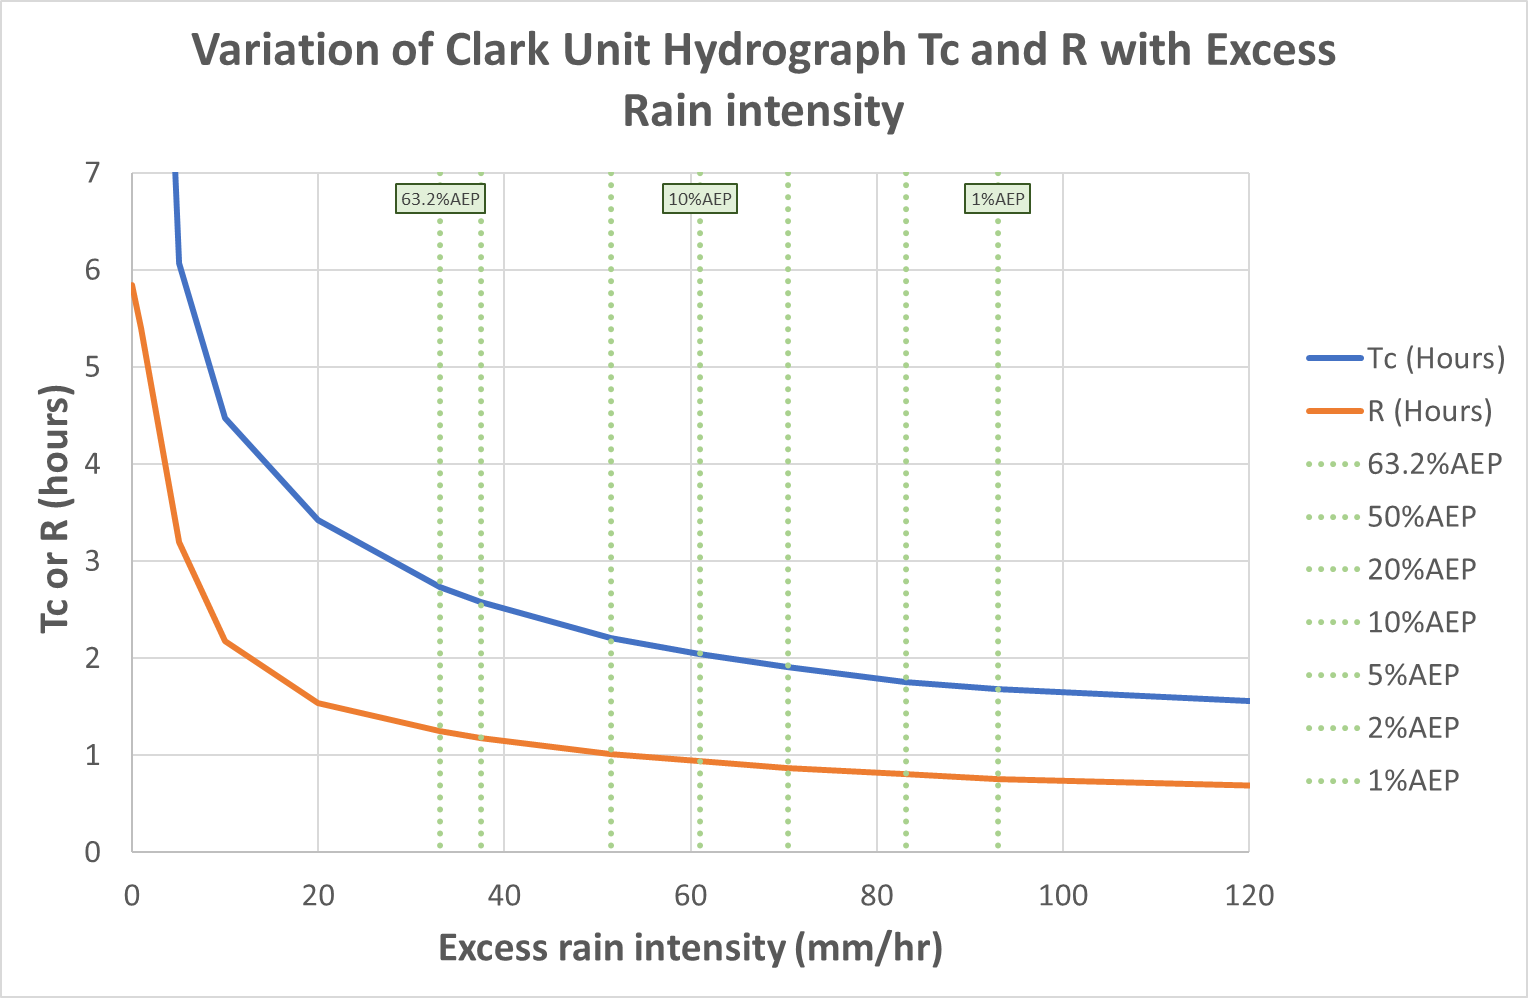 Variation of Clark Unit Hydrograph Tc and R with Excess
Rain intensity
7
6
5
4
3
2
1
0
Tc or R (hours)
63.2%AEP
10%AEP
1%AEP
0
20
40
60
80
100
120
Excess rain intensity (mm/hr)
Tc (Hours)
R (Hours)
63.2%AEP
50%AEP
20%AEP
10%AEP
5%AEP
2%AEP
1%AEP